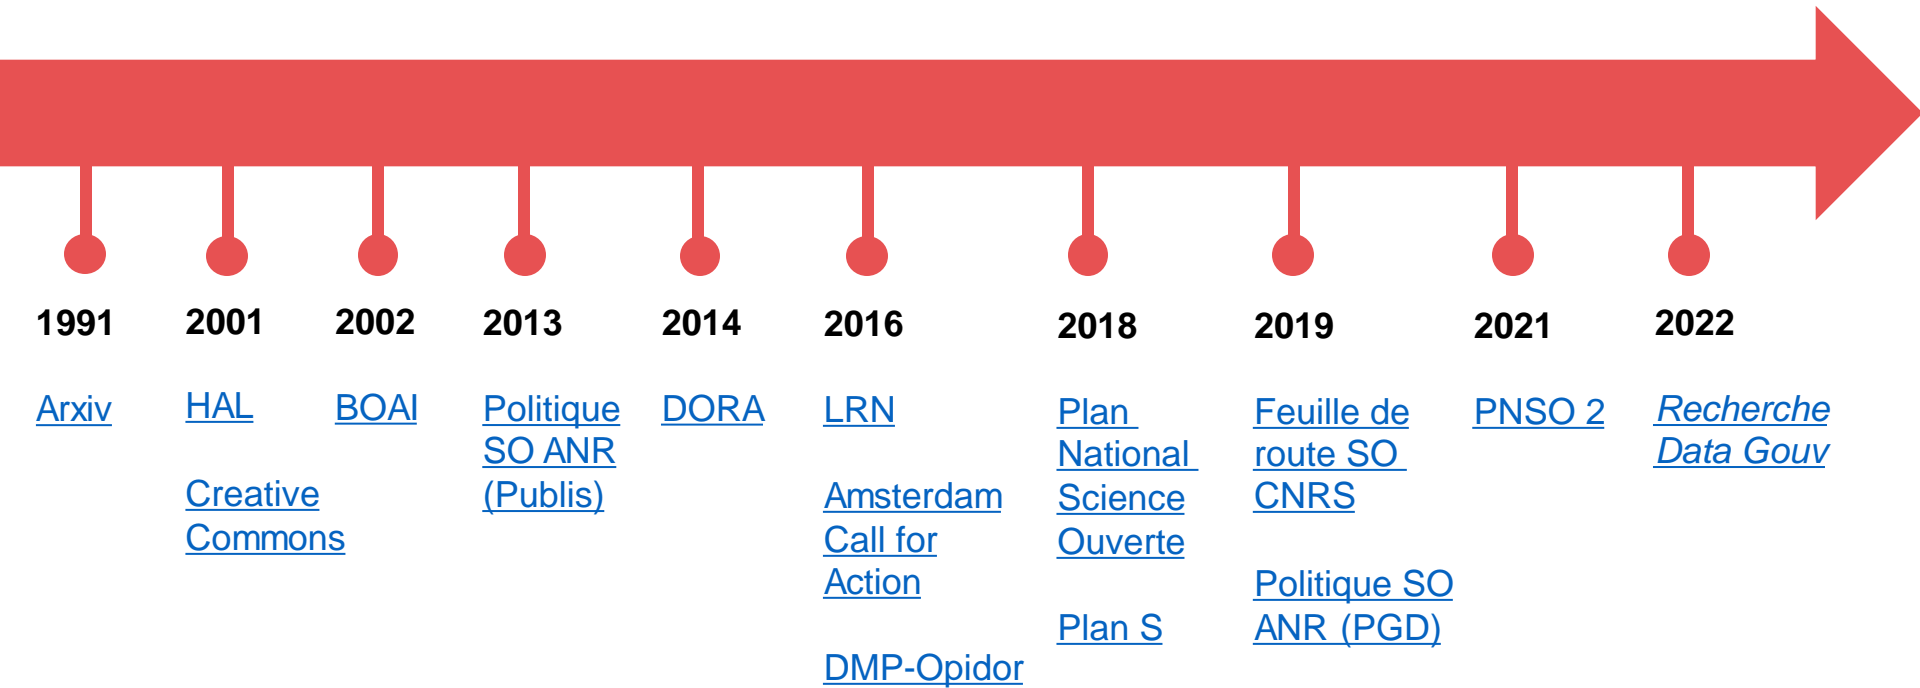 1991
Arxiv
2001
HAL
Creative
Commons
2002
BOAI
2013
Politique
SO ANR
(Publis)
2014
DORA
2016
LRN
Amsterdam
Call for
Action
DMP-Opidor
2018
Plan
National
Science
Ouverte
Plan S
2019
Feuille de
route SO
CNRS
Politique SO
ANR (PGD)
2021
PNSO 2
2022
Recherche
Data Gouv